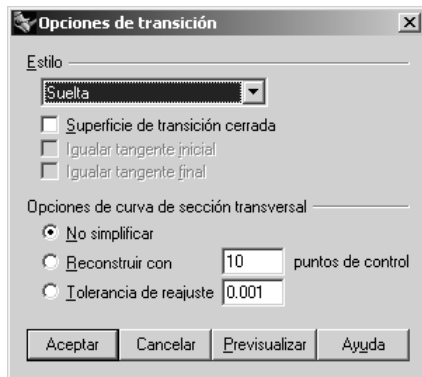 Opciones de transición
Estilo
Suelta
Superficie de transición cerrada
Igualar tangente inicial
Igualar tangente final
Opciones de curva de sección transversal
No simplificar
Reconstruir con 10 puntos de control
Tolerancia de reajuste 0.001
Aceptar Cancelar Previsualizar Ayuda